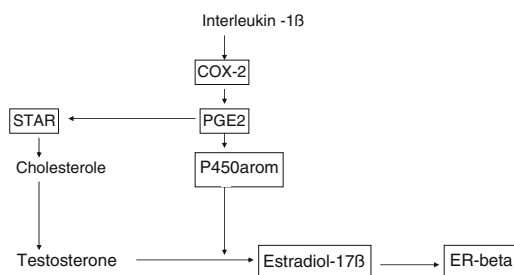 Interleukin -1ß
COX-2
STAR
PGE2
Cholesterole
P450arom
Testosterone
Estradiol-17ß
ER-beta